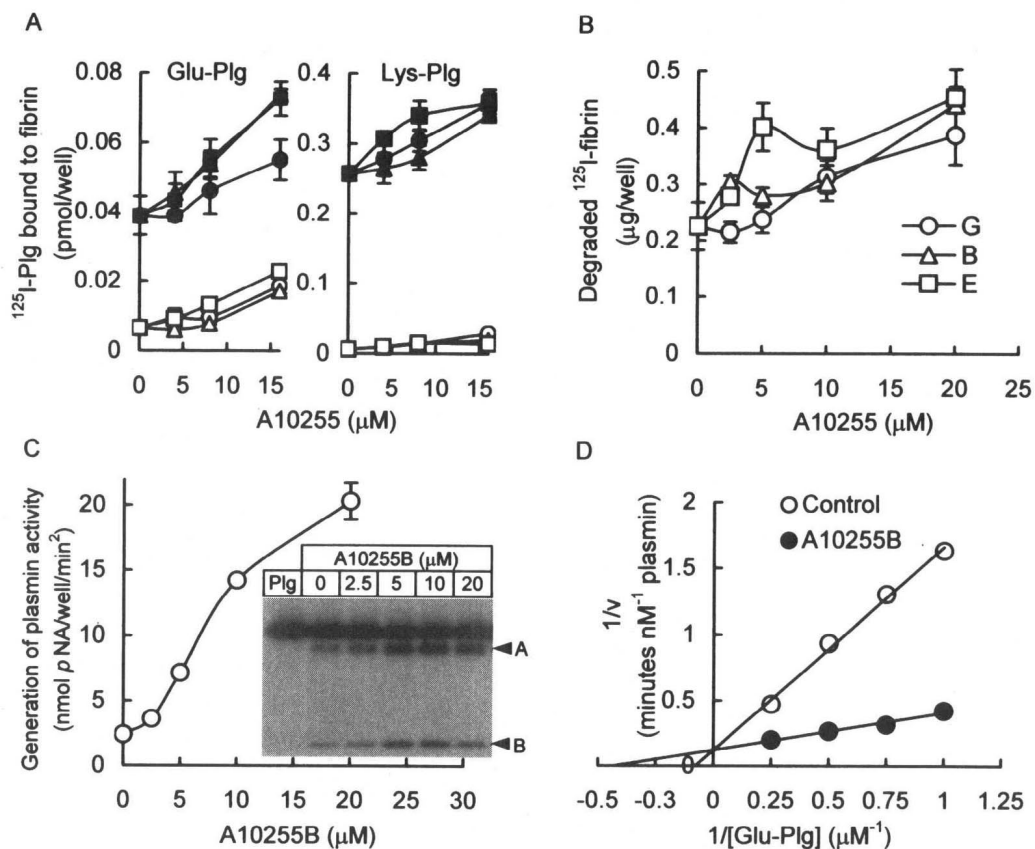 A
Glu-Plg
Lys-Plg
¹²⁵I-Plg bound to fibrin
(pmol/well)
0.08
0.06
0.04
0.02
0
0.4
0.3
0.2
0.1
0
0 5 10 15
0 5 10 15
A10255 (μM)
B
Degraded ¹²⁵I-fibrin
(μg/well)
0.5
0.4
0.3
0.2
0.1
0
G
B
E
0 5 10 15 20 25
A10255 (μM)
C
Generation of plasmin activity
(nmol p NA/well/min²)
20
15
10
5
0
A10255B (μM)
Plg 0 2.5 5 10 20
A
B
0 5 10 15 20 25 30
A10255B (μM)
D
Control
A10255B
1/v
(minutes nM⁻¹ plasmin)
2
1.5
1
0.5
0
-0.5 -0.3 0 0.25 0.5 0.75 1 1.25
1/[Glu-Plg] (μM⁻¹)